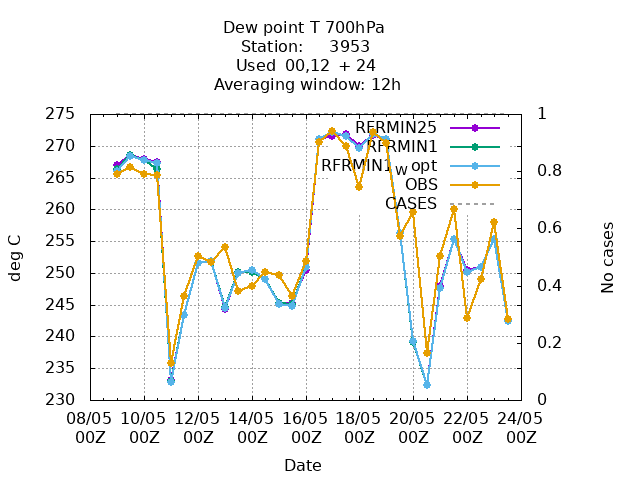 Dew point T 700hPa
Station: 3953
Used 00,12 + 24
Averaging window: 12h
275 1
RFRMIN25
270
RFRMIN1
RFRMIN1_w_opt
265 0.8
OBS
260 CASES
0.6
255
deg C No cases
250
0.4
245
240
0.2
235
230 0
08/05 10/05 12/05 14/05 16/05 18/05 20/05 22/05 24/05
00Z 00Z 00Z 00Z 00Z 00Z 00Z 00Z 00Z
Date